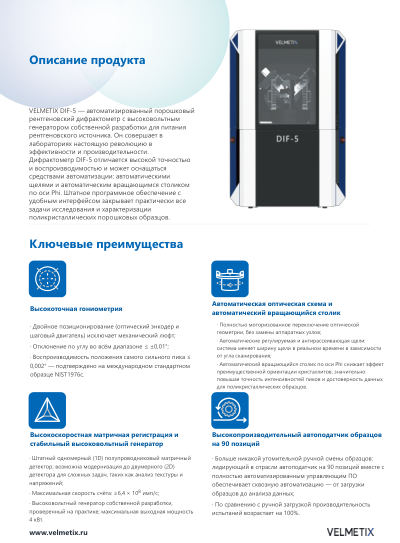 VELMETIX
DIF-5
Описание продукта
VELMETIX DIF-5 — автоматизированный порошковый
рентгеновский дифрактометр с высоковольтным
генератором собственной разработки для питания
рентгеновского источника. Он совершает в
лабораториях настоящую революцию в
эффективности и производительности.
Дифрактометр DIF-5 отличается высокой точностью
и воспроизводимостью и может оснащаться
средствами автоматизации: автоматическими
щелями и автоматическим вращающимся столиком
по оси Phi. Штатное программное обеспечение с
удобным интерфейсом закрывает практически все
задачи исследования и характеризации
поликристаллических порошковых образцов.
Ключевые преимущества
Высокоточная гониометрия
· Двойное позиционирование (оптический энкодер и
шаговый двигатель) исключает механический люфт;
· Отклонение по углу во всём диапазоне ≤ ±0,01°;
· Воспроизводимость положения самого сильного пика ≤
0,002° — подтверждено на международном стандартном
образце NIST1976c.
Автоматическая оптическая схема и
автоматический вращающийся столик
· Полностью моторизованное переключение оптической
геометрии, без замены аппаратных узлов;
· Автоматические регулируемая и антирассеивающая щели:
система меняет ширину щели в реальном времени в зависимости
от угла сканирования;
· Автоматический вращающийся столик по оси Phi снижает эффект
преимущественной ориентации кристаллитов, значительно
повышая точность интенсивностей пиков и достоверность данных
для поликристаллических образцов.
Высокоскоростная матричная регистрация и
стабильный высоковольтный генератор
· Штатный одномерный (1D) полупроводниковый матричный
детектор; возможна модернизация до двумерного (2D)
детектора для сложных задач, таких как анализ текстуры и
напряжений;
· Максимальная скорость счёта: ≥6,4 × 10⁸ имп/с;
· Высоковольтный генератор собственной разработки,
проверенный на практике; максимальная выходная мощность
4 кВт.
Высокопроизводительный автоподатчик образцов
на 90 позиций
· Больше никакой утомительной ручной смены образцов:
лидирующий в отрасли автоподатчик на 90 позиций вместе с
полностью автоматизированным управляющим ПО
обеспечивает сквозную автоматизацию — от загрузки
образцов до анализа данных;
· По сравнению с ручной загрузкой производительность
испытаний возрастает на 100%.
www.velmetix.ru
VELMETIX